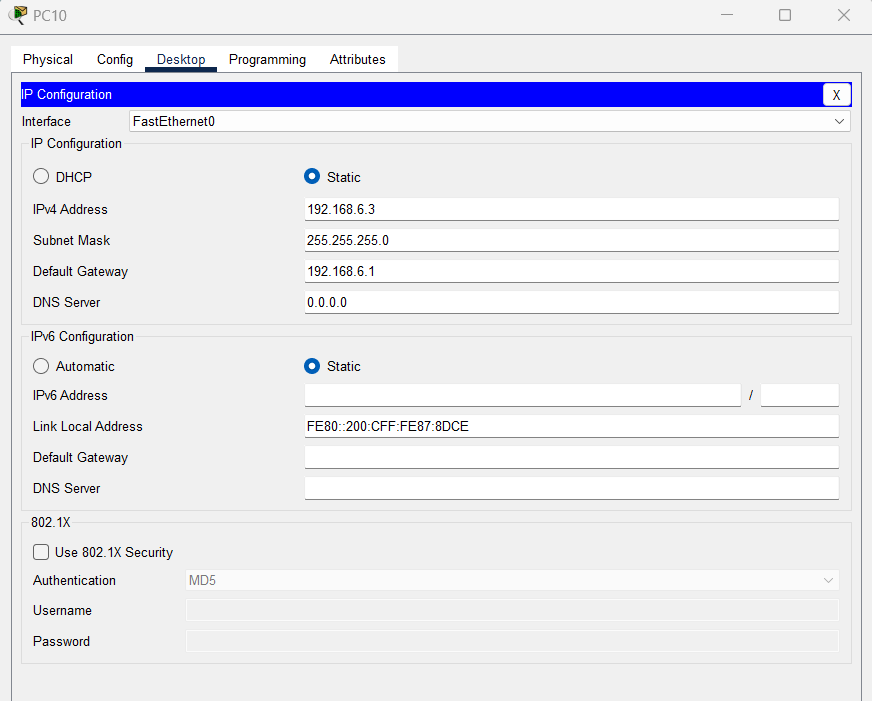 PC10
Physical Config Desktop Programming Attributes
IP Configuration X
Interface FastEthernet0
IP Configuration
DHCP Static
IPv4 Address 192.168.6.3
Subnet Mask 255.255.255.0
Default Gateway 192.168.6.1
DNS Server 0.0.0.0
IPv6 Configuration
Automatic Static
IPv6 Address /
Link Local Address FE80::200:CFF:FE87:8DCE
Default Gateway
DNS Server
802.1X
Use 802.1X Security
Authentication MD5
Username
Password